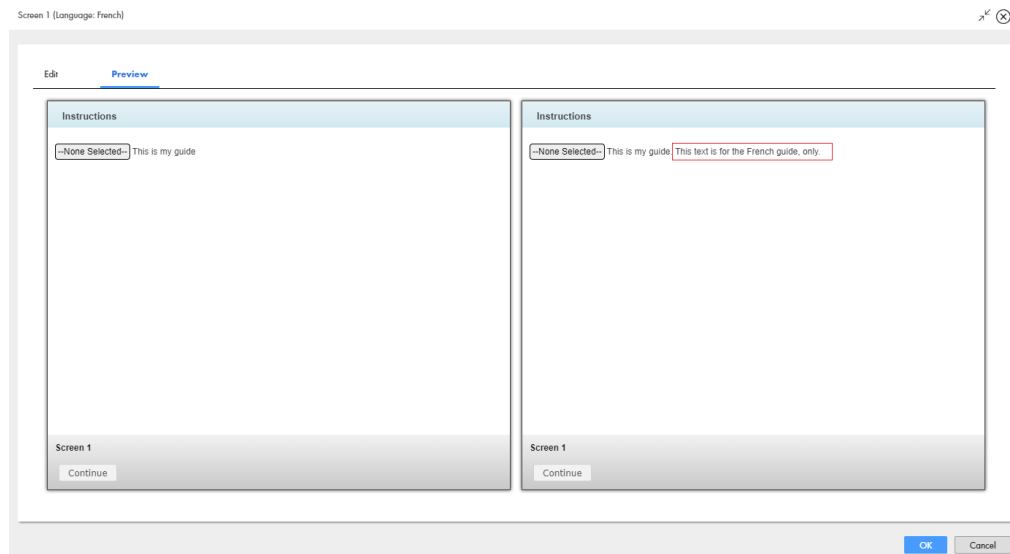 Screen 1 (Language: French)
Edit
Preview
Instructions
--None Selected-- This is my guide
Screen 1
Continue
Instructions
--None Selected-- This is my guide. This text is for the French guide, only.
Screen 1
Continue
OK
Cancel